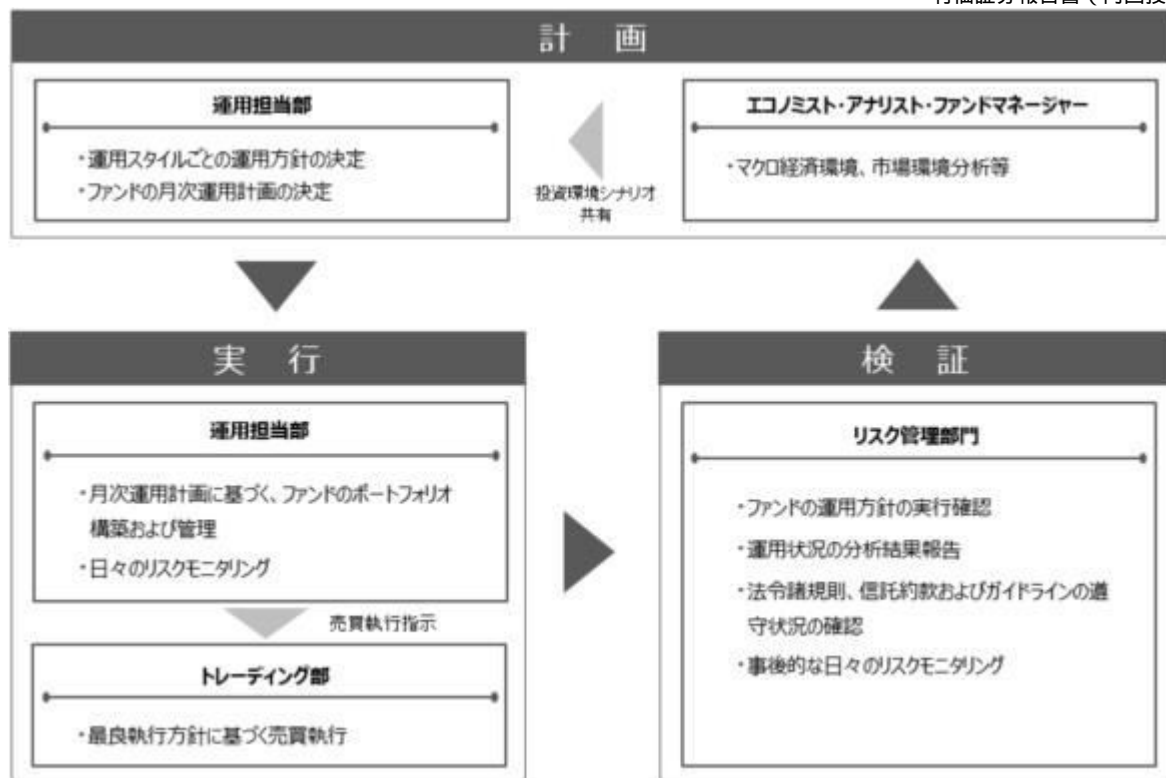 計 画
運用担当部
・運用スタイルごとの運用方針の決定
・ファンドの月次運用計画の決定
投資環境シナリオ
共有
エコノミスト・アナリスト・ファンドマネージャー
・マクロ経済環境、市場環境分析等
実 行
運用担当部
・月次運用計画に基づく、ファンドのポートフォリオ
構築および管理
・日々のリスクモニタリング
売買執行指示
トレーディング部
・最良執行方針に基づく売買執行
検 証
リスク管理部門
・ファンドの運用方針の実行確認
・運用状況の分析結果報告
・法令諸規則、信託約款およびガイドラインの遵
守状況の確認
・事後的な日々のリスクモニタリング